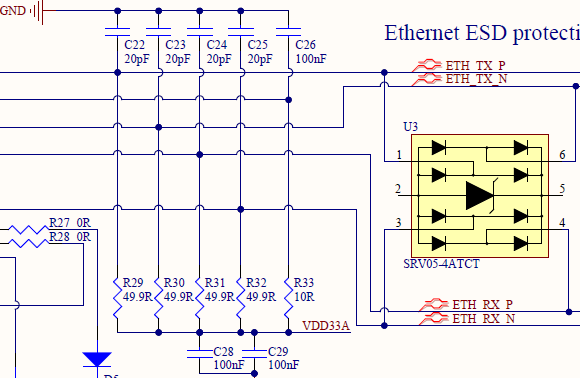 GND
Ethernet ESD protecti
C22 C23 C24 C25 C26
20pF 20pF 20pF 20pF 100nF
ETH_TX_P
ETH_TX_N
U3
1 6
2 5
3 4
SRV05-4ATCT
R27 0R
R28 0R
R29 R30 R31 R32 R33
49.9R 49.9R 49.9R 49.9R 10R
ETH_RX_P
ETH_RX_N
VDD33A
C28 C29
100nF 100nF